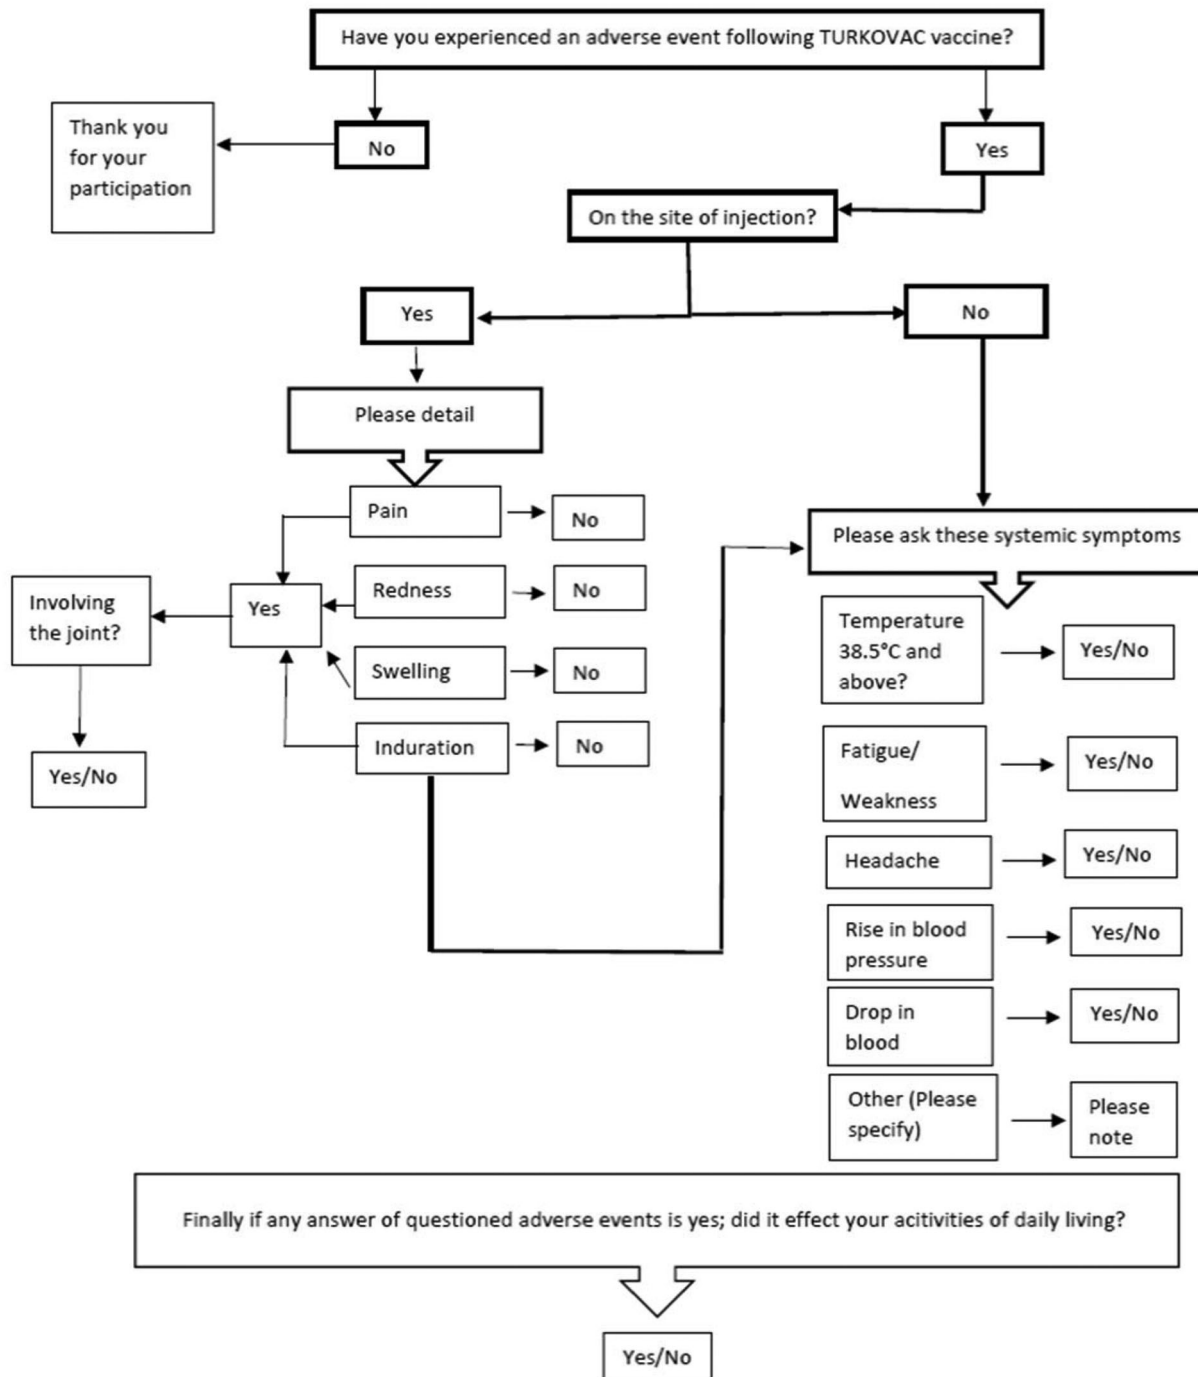 Have you experienced an adverse event following TURKOVAC vaccine?
Thank you
for your
participation
No
Yes
On the site of injection?
Yes
No
Please detail
Pain
No
Please ask these systemic symptoms
Involving
the joint?
Yes
Redness
No
Temperature
38.5°C and
above?
Yes/No
Swelling
No
Induration
No
Yes/No
Fatigue/
Weakness
Yes/No
Headache
Yes/No
Rise in blood
pressure
Yes/No
Drop in
blood
Yes/No
Other (Please
specify)
Please
note
Finally if any answer of questioned adverse events is yes; did it effect your acitivities of daily living?
Yes/No